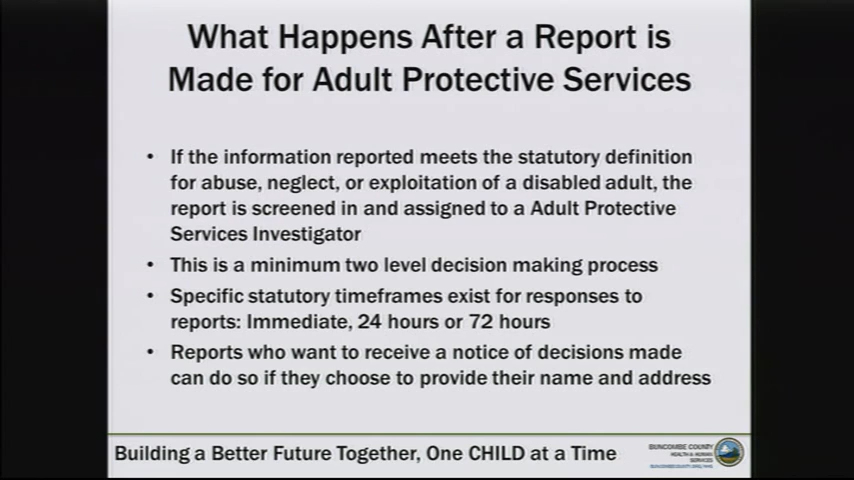 What Happens After a Report is
Made for Adult Protective Services
• If the information reported meets the statutory definition
for abuse, neglect, or exploitation of a disabled adult, the
report is screened in and assigned to a Adult Protective
Services Investigator
• This is a minimum two level decision making process
• Specific statutory timeframes exist for responses to
reports: Immediate, 24 hours or 72 hours
• Reports who want to receive a notice of decisions made
can do so if they choose to provide their name and address
Building a Better Future Together, One CHILD at a Time
BUNCOMBE COUNTY
HEALTH & HUMAN
SERVICES